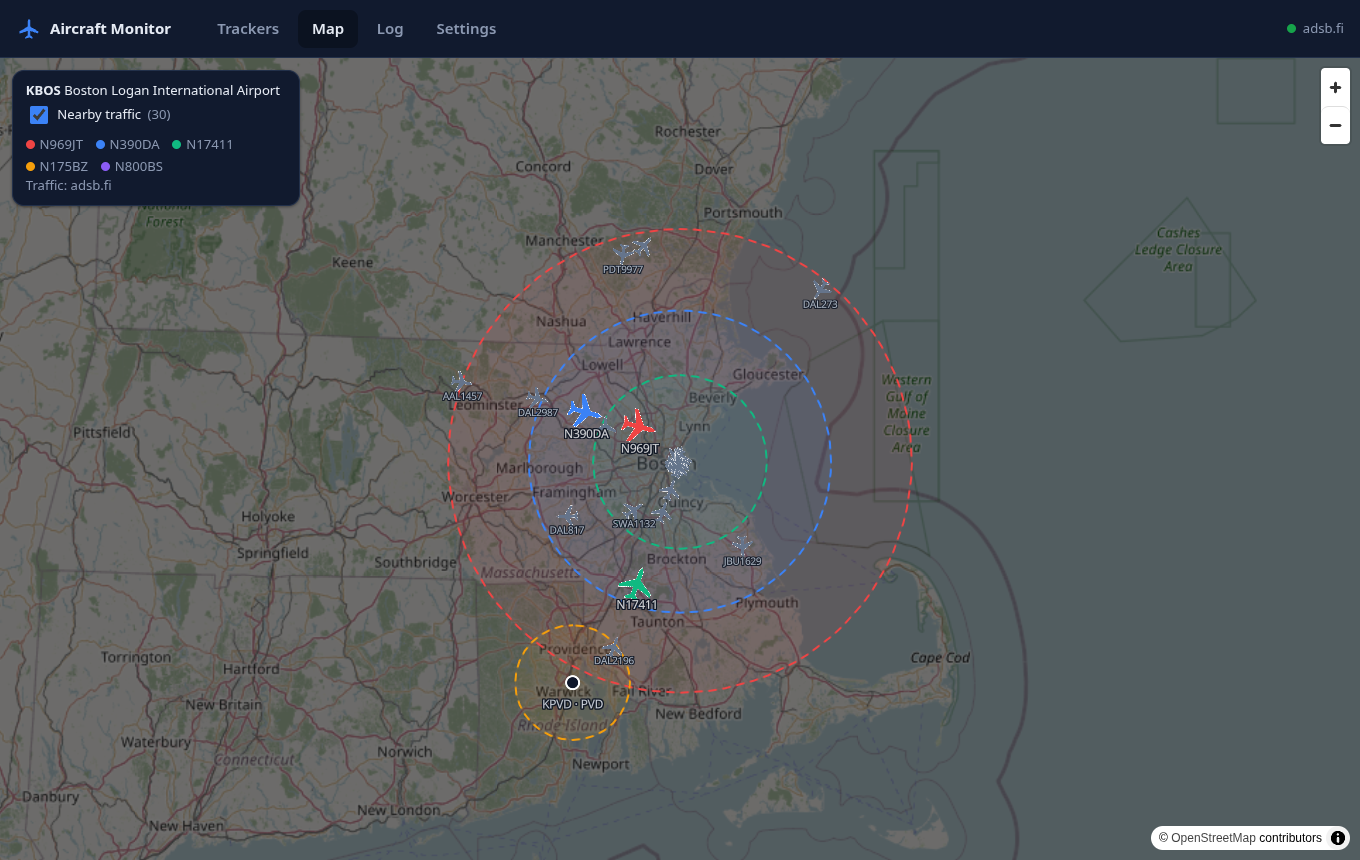 Aircraft Monitor
Trackers
Map
Log
Settings
adsb.fi
KBOS Boston Logan International Airport
Nearby traffic (30)
N969JT
N390DA
N17411
N175BZ
N800BS
Traffic: adsb.fi
+
−
Rochester
Concord
Dover
Forest
Portsmouth
Manchester
Keene
PDT9977
Cashes
Ledge Closure
Area
DAL273
Nashua
Haverhill
Lawrence
Lowell
Gloucester
AAL1457
Leominster
DAL2987
Beverly
Western
Gulf of
Maine
Closure
Area
N390DA
Lynn
N969JT
Pittsfield
Boston
Marlborough
Worcester
Framingham
Quincy
Holyoke
SWA1132
DAL817
Springfield
Southbridge
Brockton
JBU1629
Massachusetts
N17411
Plymouth
Taunton
Torrington
Hartford
Providence
DAL2196
Cape Cod
Warwick
Fall River
KPVD · PVD
New Britain
New Bedford
Rhode Island
Waterbury
Norwich
Connecticut
Newport
Danbury
New London
New Haven
© OpenStreetMap contributors